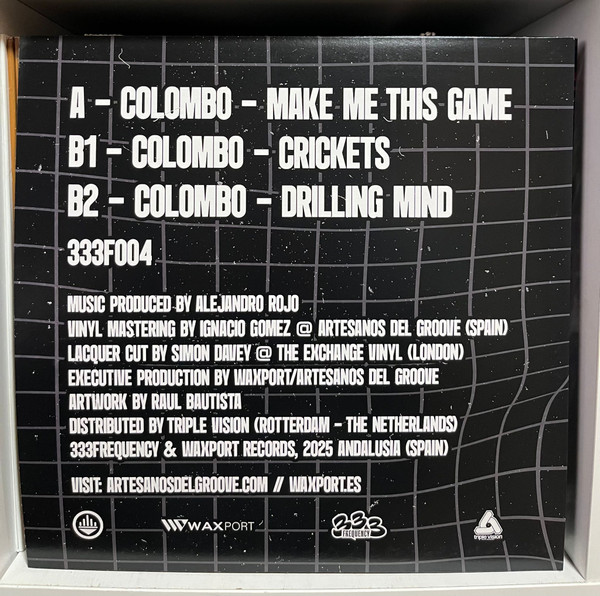 A – COLOMBO – MAKE ME THIS GAME
B1 – COLOMBO – CRICKETS
B2 – COLOMBO – DRILLING MIND
333F004
MUSIC PRODUCED BY ALEJANDRO ROJO
VINYL MASTERING BY IGNACIO GOMEZ @ ARTESANOS DEL GROOVE (SPAIN)
LACQUER CUT BY SIMON DAVEY @ THE EXCHANGE VINYL (LONDON)
EXECUTIVE PRODUCTION BY WAXPORT/ARTESANOS DEL GROOVE
ARTWORK BY RAUL BAUTISTA
DISTRIBUTED BY TRIPLE VISION (ROTTERDAM – THE NETHERLANDS)
333FREQUENCY & WAXPORT RECORDS, 2025 ANDALUSIA (SPAIN)
VISIT: ARTESANOSDELGROOVE.COM // WAXPORT.ES
WAXPORT
333
FREQUENCY
triple vision